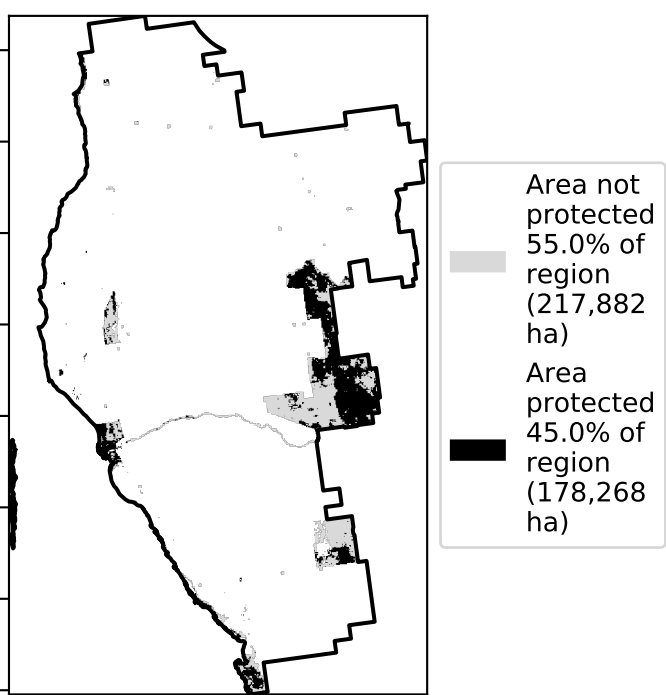 Area not
protected
55.0% of
region
(217,882
ha)
Area
protected
45.0% of
region
(178,268
ha)